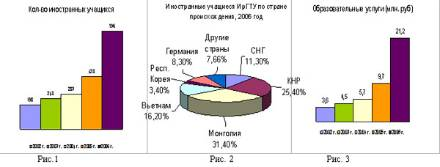 Кол-во иностранных учащихся
Иностранные учащиеся ИрГТУ по стране
происхождения, 2006 год
Образовательные услуги (млн. руб)
Германия
8,30%
Другие
страны
7,66%
СНГ
11,30%
Респ.
Корея
3,40%
КНР
25,40%
Вьетнам
16,20%
Монголия
31,40%
3,6
4,5
5,1
9,7
21,2
Рис.1
Рис. 2
Рис. 3